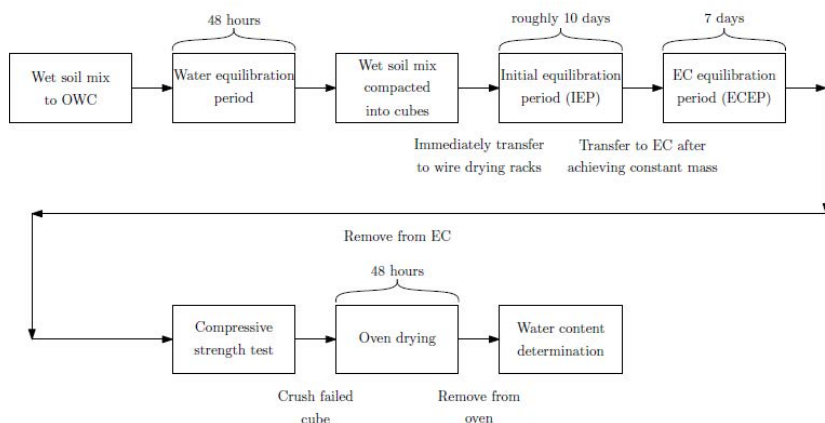 48 hours
roughly 10 days
7 days
Wet soil mix
to OWC
Water equilibration
period
Wet soil mix
compacted
into cubes
Initial equilibration
period (IEP)
EC equilibration
period (ECEP)
Immediately transfer
to wire drying racks
Transfer to EC after
achieving constant mass
Remove from EC
48 hours
Compressive
strength test
Oven drying
Water content
determination
Crush failed
cube
Remove from
oven